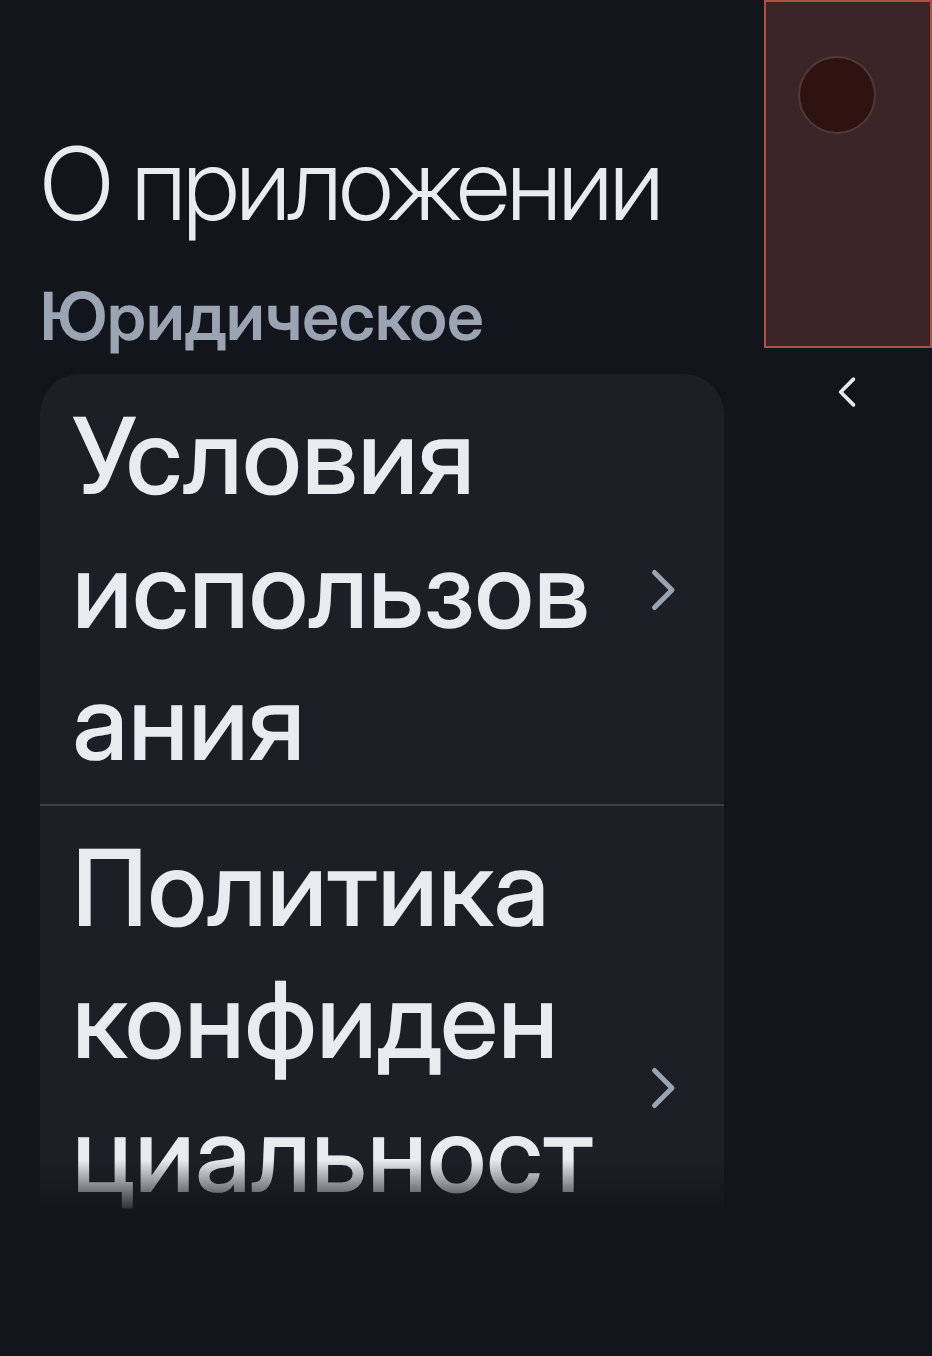 О приложении
Юридическое
Условия
использов
ания
Политика
конфиден
циальност